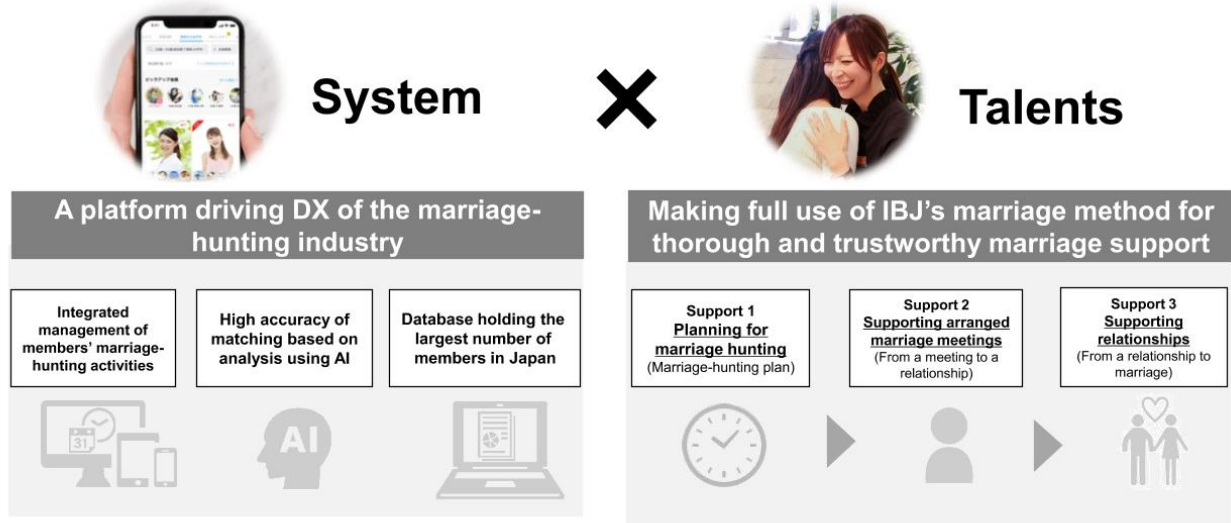 System
Talents
A platform driving DX of the marriage-
hunting industry
Integrated
management of
members' marriage-
hunting activities
High accuracy of
matching based on
analysis using AI
Database holding the
largest number of
members in Japan
31
AI
Making full use of IBJ's marriage method for
thorough and trustworthy marriage support
Support 1
Planning for
marriage hunting
(Marriage-hunting plan)
Support 2
Supporting arranged
marriage meetings
(From a meeting to a
relationship)
Support 3
Supporting
relationships
(From a relationship to
marriage)